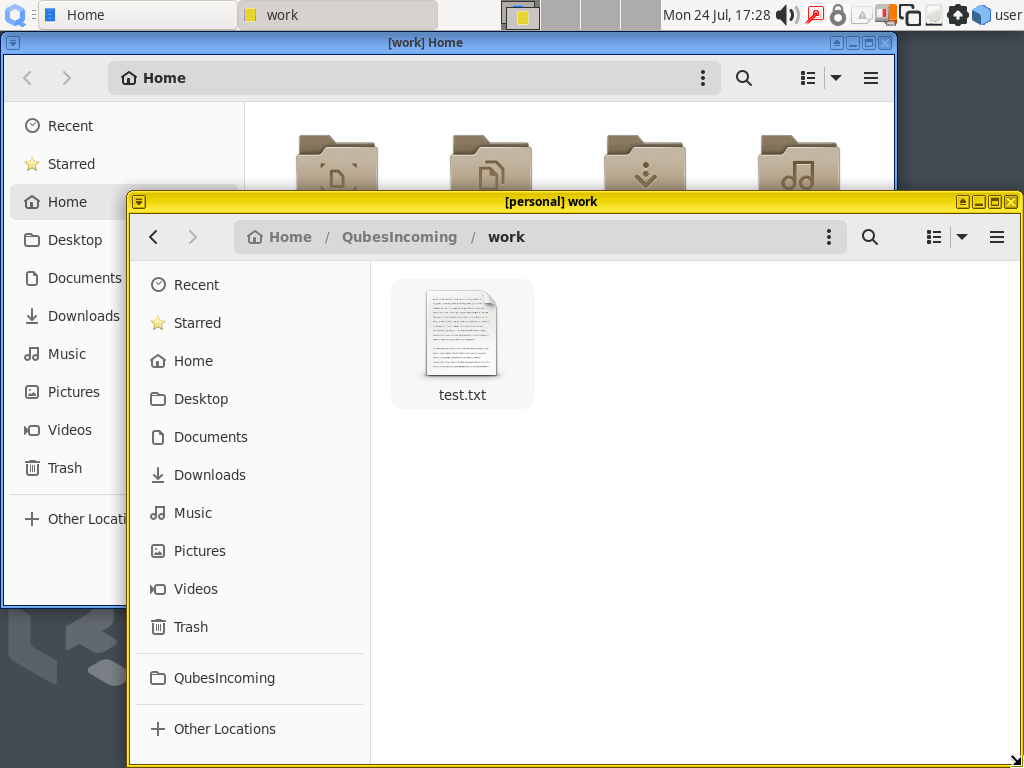 Home
work
Mon 24 Jul, 17:28
user
[work] Home
Home
Recent
Starred
Home
Desktop
Documents
Downloads
Music
Pictures
Videos
Trash
Other Locati
[personal] work
Home / QubesIncoming / work
Recent
Starred
Home
Desktop
Documents
Downloads
Music
Pictures
Videos
Trash
QubesIncoming
Other Locations
test.txt